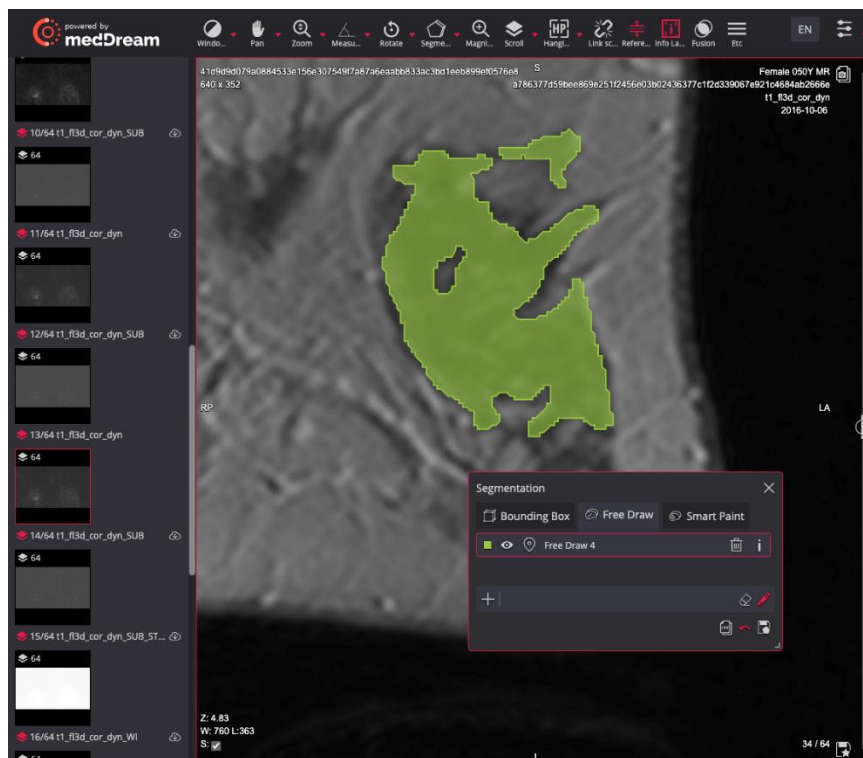 powered by
medDream
Windo... Pan Zoom Measu... Rotate Segme... Magni... Scroll Hangi... Link sc... Refere... Info La... Fusion Etc
EN
HP
10/64 t1_fl3d_cor_dyn_SUB
64
11/64 t1_fl3d_cor_dyn
64
12/64 t1_fl3d_cor_dyn_SUB
64
13/64 t1_fl3d_cor_dyn
64
14/64 t1_fl3d_cor_dyn_SUB
64
15/64 t1_fl3d_cor_dyn_SUB_ST...
64
16/64 t1_fl3d_cor_dyn_WI
64
640 x 352
S
Female 050Y MR
t1_fl3d_cor_dyn
2016-10-06
RP
LA
Segmentation
Bounding Box Free Draw Smart Paint
Free Draw 4
Z: 4.83
W: 760 L:363
S:
34 / 64